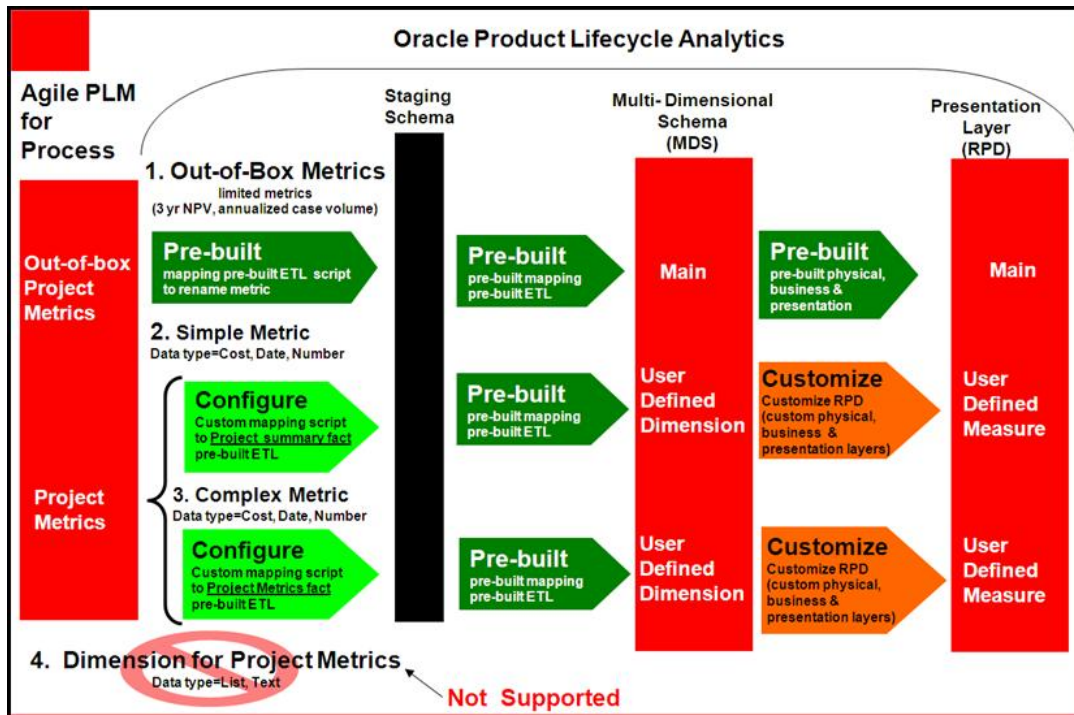 Oracle Product Lifecycle Analytics
Agile PLM
for
Process
Staging
Schema
Multi- Dimensional
Schema
(MDS)
Presentation
Layer
(RPD)
1. Out-of-Box Metrics
limited metrics
(3 yr NPV, annualized case volume)
Out-of-box
Project
Metrics
Pre-built
mapping pre-built ETL script
to rename metric
Pre-built
pre-built mapping
pre-built ETL
Main
Pre-built
pre-built physical,
business &
presentation
Main
2. Simple Metric
Data type=Cost, Date, Number
Configure
Custom mapping script
to Project summary fact
pre-built ETL
Pre-built
pre-built mapping
pre-built ETL
User
Defined
Dimension
Customize
Customize RPD
(custom physical,
business &
presentation layers)
User
Defined
Measure
Project
Metrics
3. Complex Metric
Data type=Cost, Date, Number
Configure
Custom mapping script
to Project Metrics fact
pre-built ETL
Pre-built
pre-built mapping
pre-built ETL
User
Defined
Dimension
Customize
Customize RPD
(custom physical,
business &
presentation layers)
User
Defined
Measure
4. Dimension for Project Metrics
Data type=List, Text
Not Supported